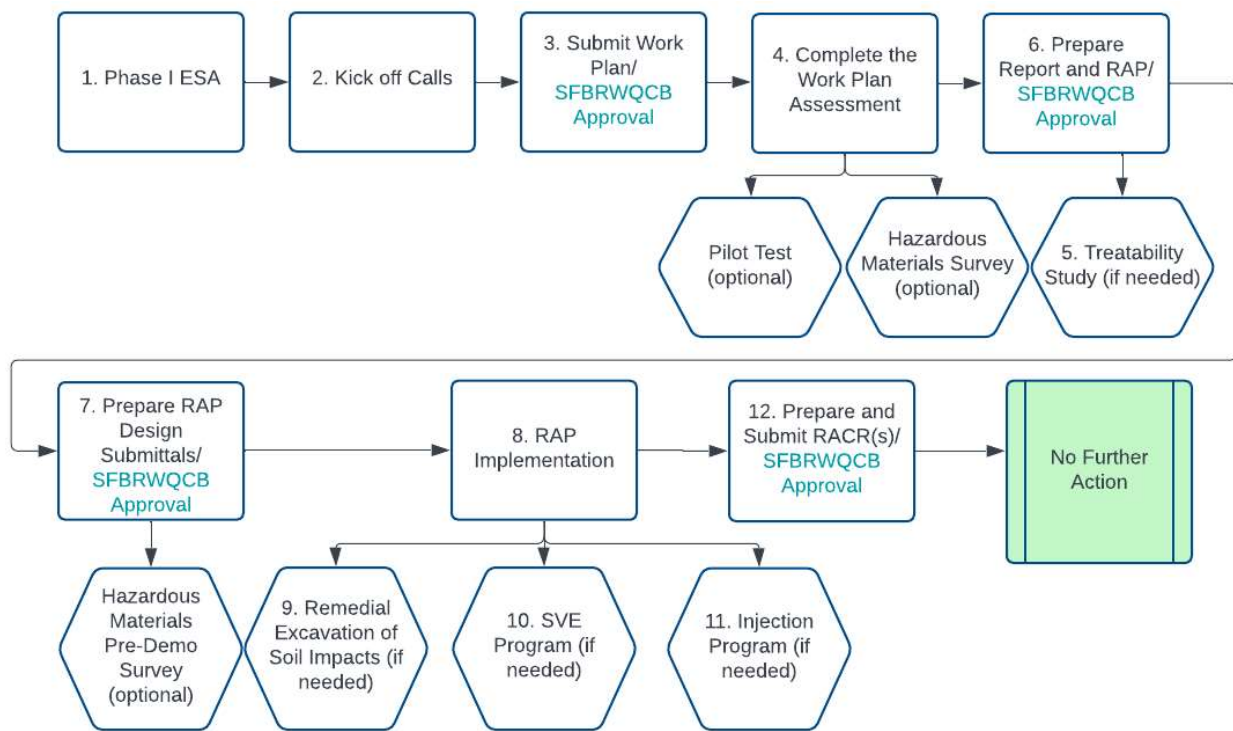 1. Phase I ESA
2. Kick off Calls
3. Submit Work
Plan/
SFBRWQCB
Approval
4. Complete the
Work Plan
Assessment
6. Prepare
Report and RAP/
SFBRWQCB
Approval
Pilot Test
(optional)
Hazardous
Materials Survey
(optional)
5. Treatability
Study (if needed)
7. Prepare RAP
Design
Submittals/
SFBRWQCB
Approval
8. RAP
Implementation
12. Prepare and
Submit RACR(s)/
SFBRWQCB
Approval
No Further
Action
Hazardous
Materials
Pre-Demo
Survey
(optional)
9. Remedial
Excavation of
Soil Impacts (if
needed)
10. SVE
Program (if
needed)
11. Injection
Program (if
needed)